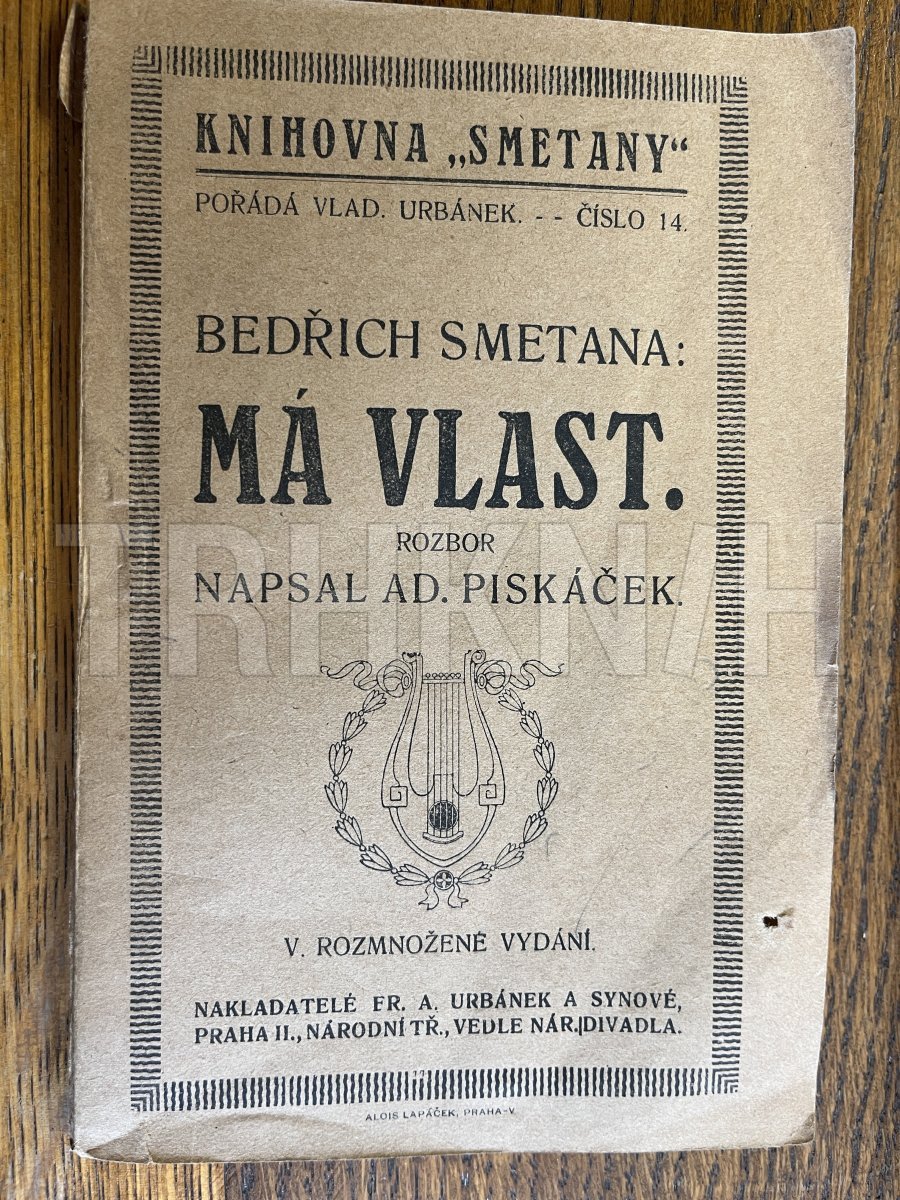 KNIHOVNA „SMETANY“
POŘÁDÁ VLAD. URBÁNEK. - - ČÍSLO 14.
BEDŘICH SMETANA:
MÁ VLAST.
ROZBOR
NAPSAL AD. PISKÁČEK.
TRHKNIH
V. ROZMNOŽENÉ VYDÁNÍ.
NAKLADATELÉ FR. A. URBÁNEK A SYNOVÉ,
PRAHA II., NÁRODNÍ TŘ., VEDLE NÁR. DIVADLA.
ALOIS LAPÁČEK, PRAHA-V.